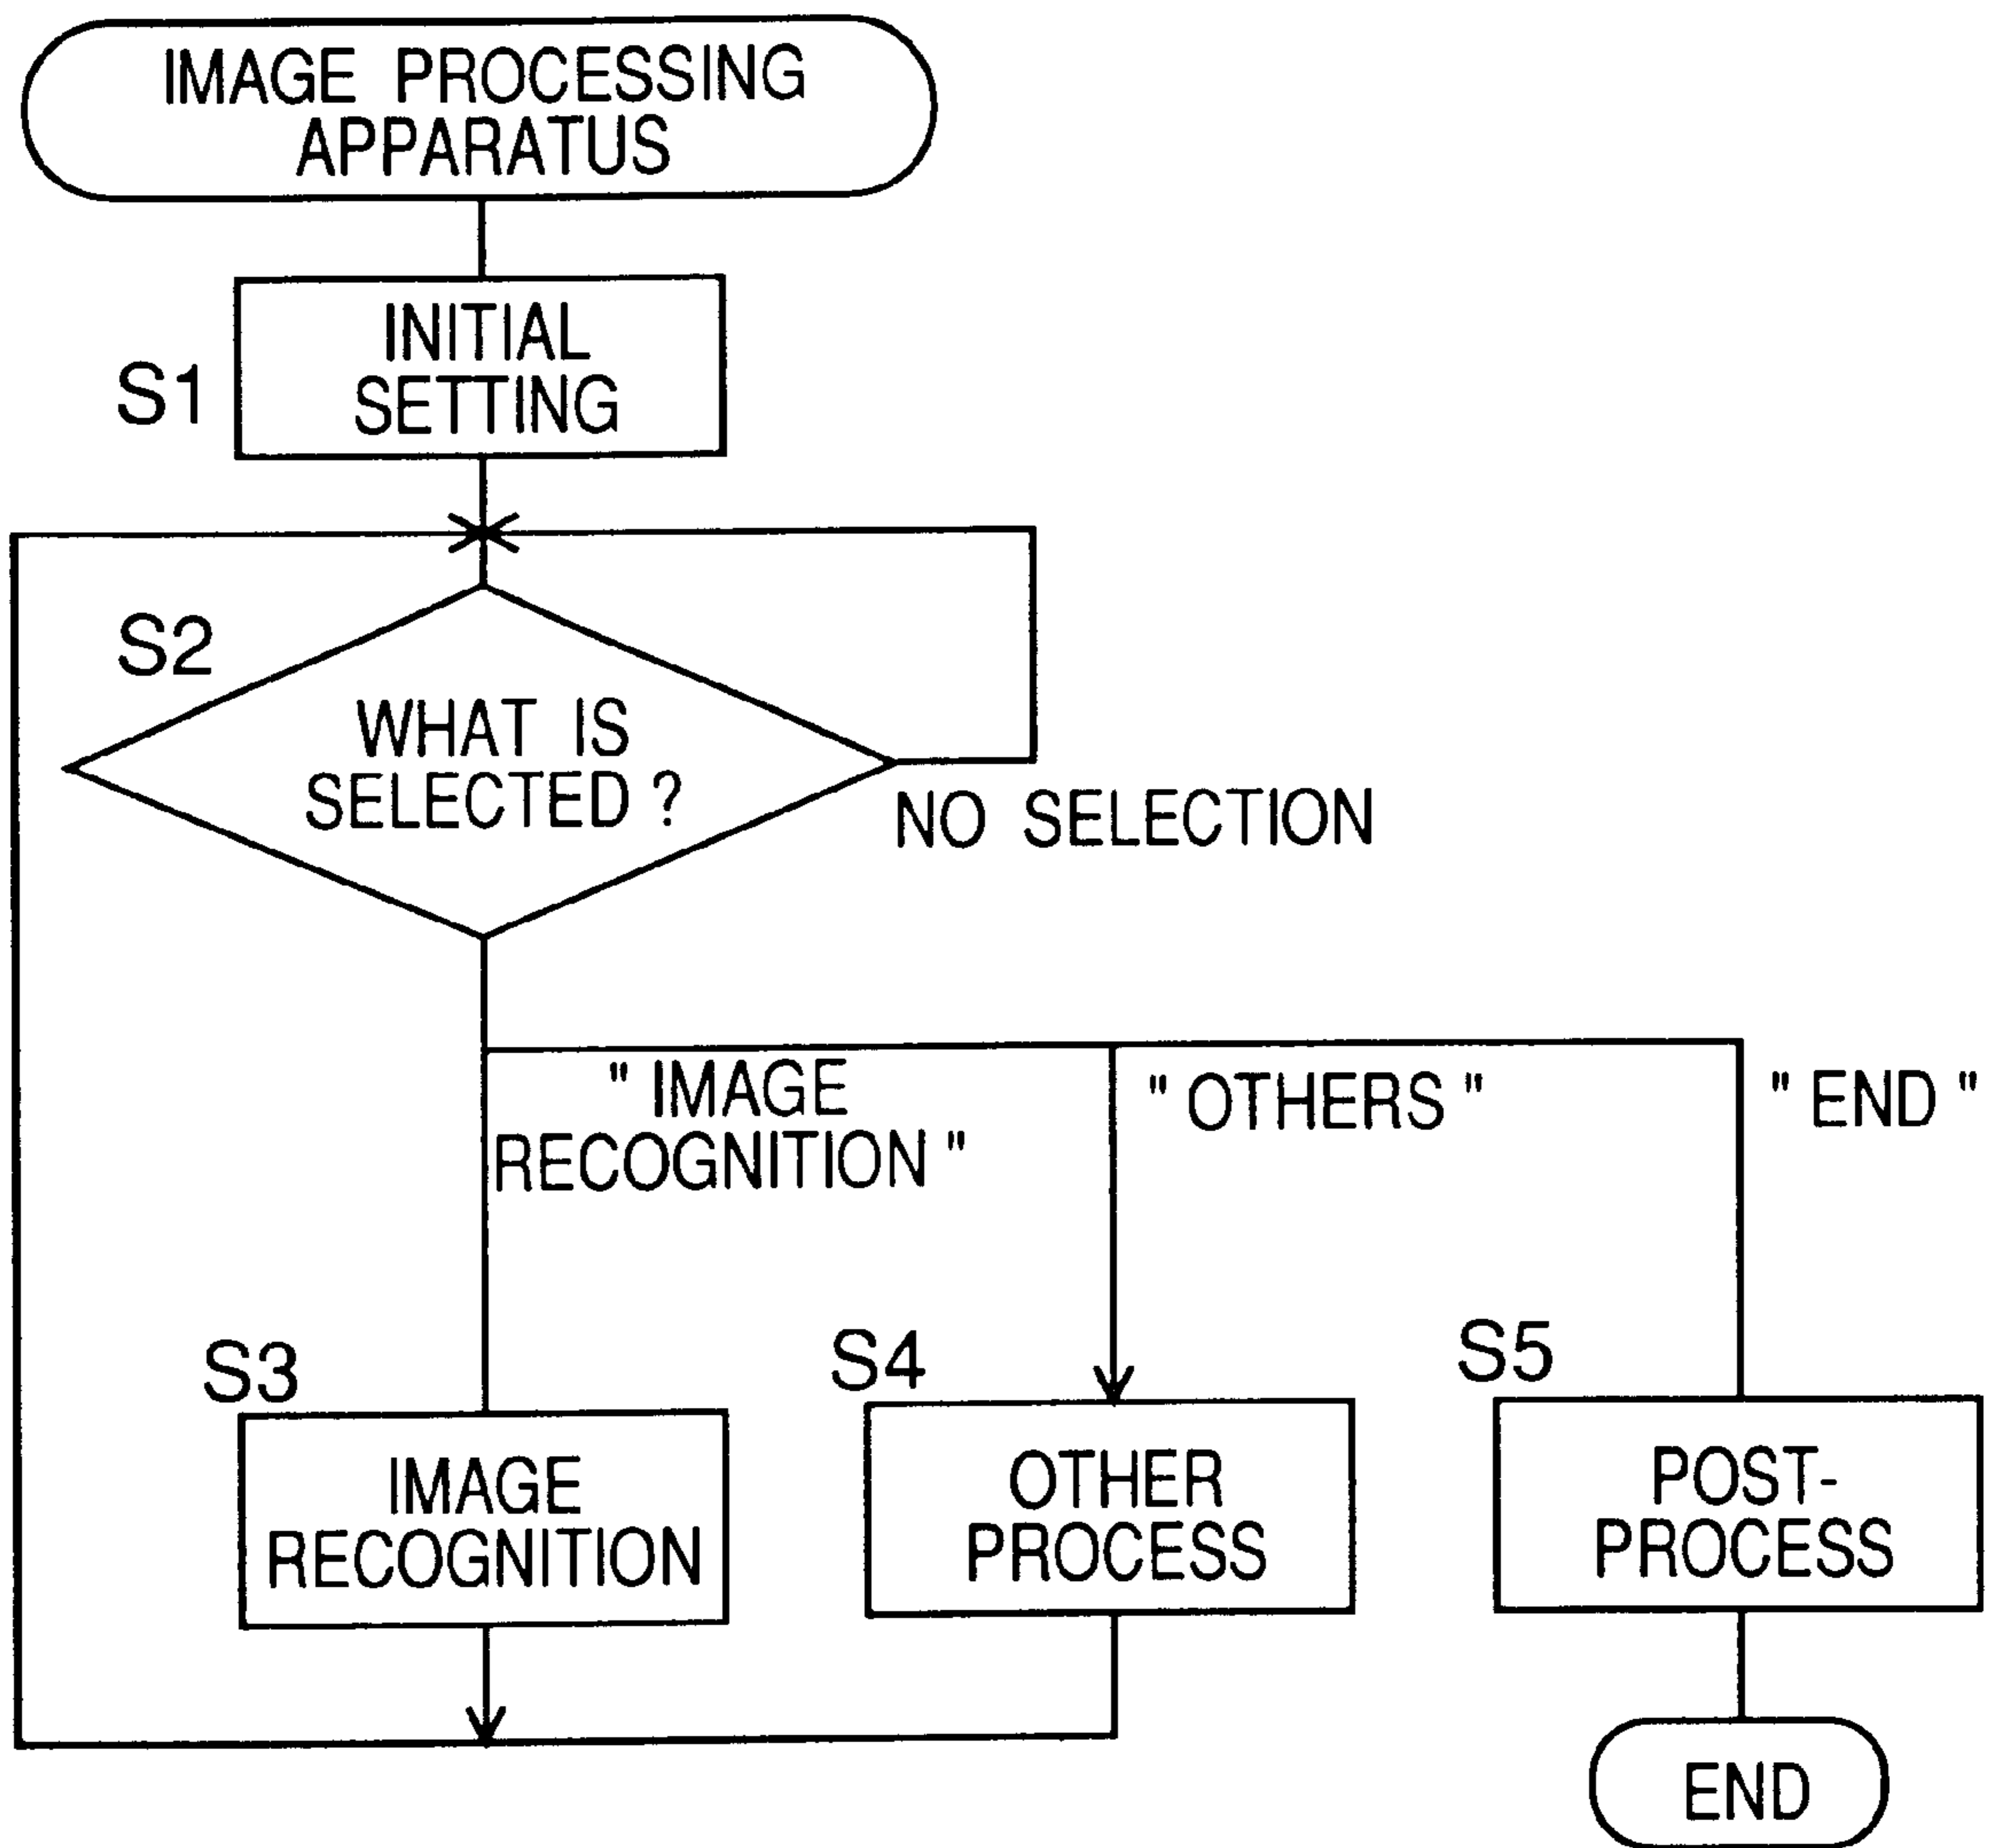 IMAGE PROCESSING
APPARATUS
S1
INITIAL
SETTING
S2
WHAT IS
SELECTED ?
NO SELECTION
" IMAGE
RECOGNITION "
" OTHERS "
" END "
S3
IMAGE
RECOGNITION
S4
OTHER
PROCESS
S5
POST-
PROCESS
END